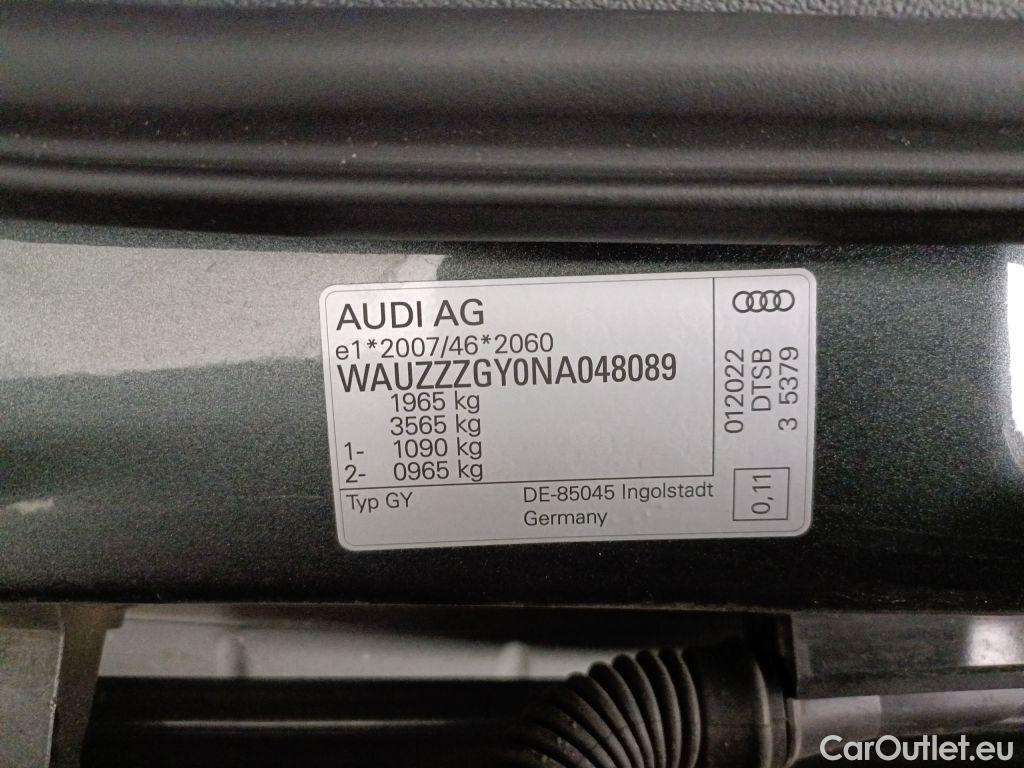 AUDI AG
e1*2007/46*2060
WAUZZZGY0NA048089
1965 kg
3565 kg
1- 1090 kg
2- 0965 kg
Typ GY
DE-85045 Ingolstadt
Germany
012022
DTSB
3 5379
0,11
CarOutlet.eu